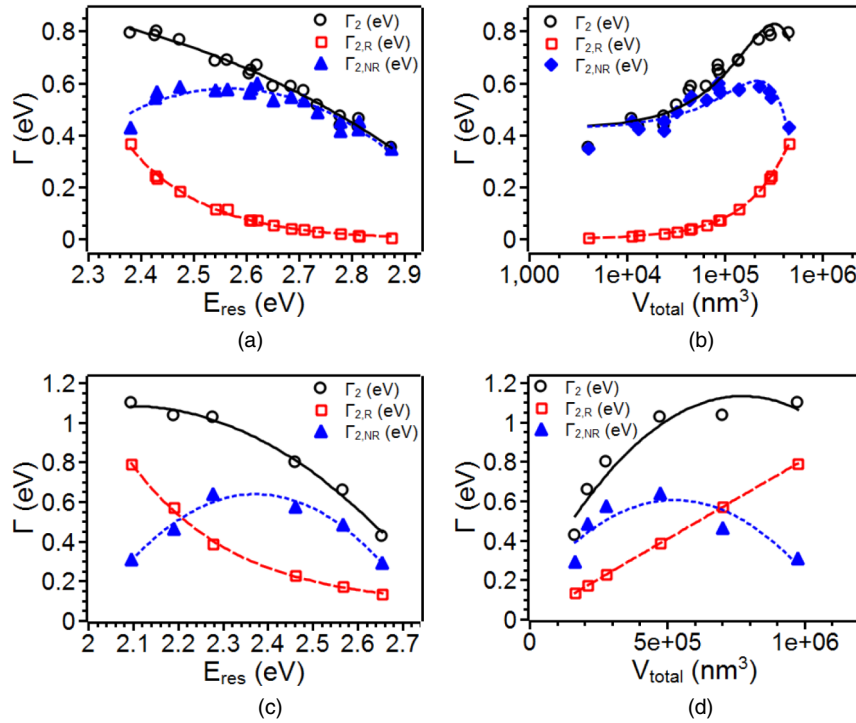 Γ (eV)
1
0.8
0.6
0.4
0.2
0
Γ₂ (eV)
Γ₂,R (eV)
Γ₂,NR (eV)
2.3 2.4 2.5 2.6 2.7 2.8 2.9
E_res (eV)
(a)
Γ (eV)
1
0.8
0.6
0.4
0.2
0
Γ₂ (eV)
Γ₂,R (eV)
Γ₂,NR (eV)
1,000 1e+04 1e+05 1e+06
V_total (nm³)
(b)
Γ (eV)
1.2
1
0.8
0.6
0.4
0.2
0
Γ₂ (eV)
Γ₂,R (eV)
Γ₂,NR (eV)
2 2.1 2.2 2.3 2.4 2.5 2.6 2.7
E_res (eV)
(c)
Γ (eV)
1.2
1
0.8
0.6
0.4
0.2
0
Γ₂ (eV)
Γ₂,R (eV)
Γ₂,NR (eV)
0 5e+05 1e+06
V_total (nm³)
(d)